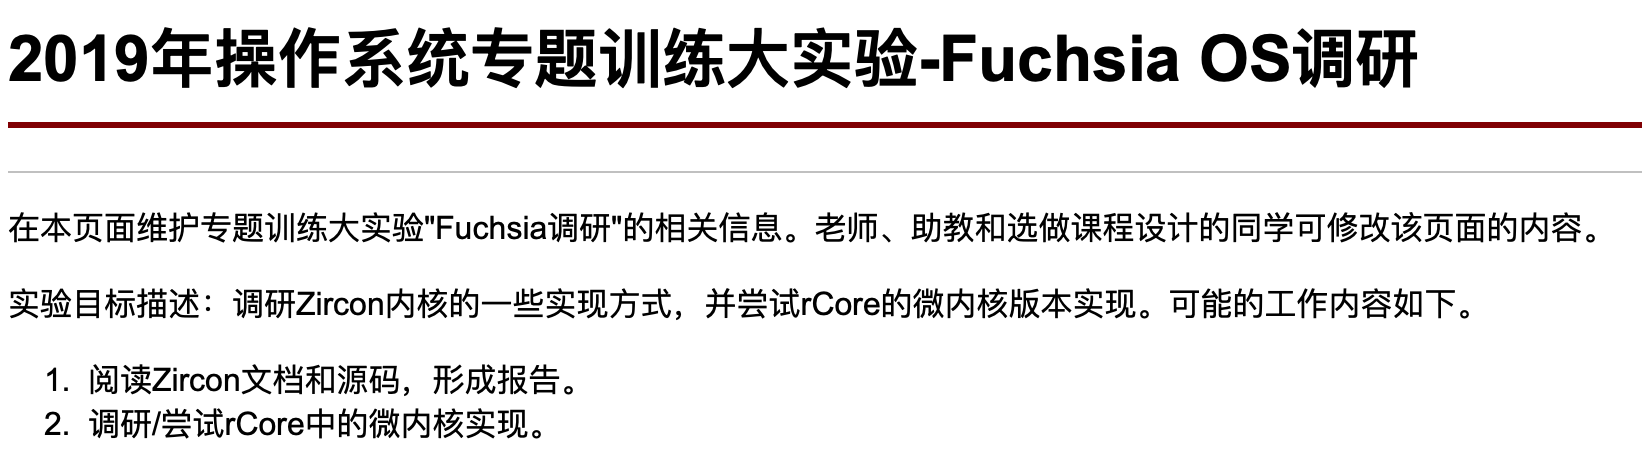 2019年操作系统专题训练大实验-Fuchsia OS调研
在本页面维护专题训练大实验"Fuchsia调研"的相关信息。老师、助教和选做课程设计的同学可修改该页面的内容。
实验目标描述：调研Zircon内核的一些实现方式，并尝试rCore的微内核版本实现。可能的工作内容如下。
1. 阅读Zircon文档和源码，形成报告。
2. 调研/尝试rCore中的微内核实现。